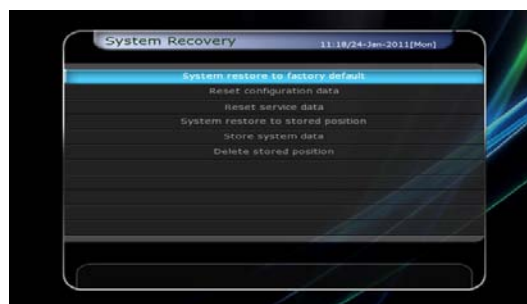 System Recovery
11:18/24-Jan-2011[Mon]
System restore to factory default
Reset configuration data
Reset service data
System restore to stored position
Store system data
Delete stored position